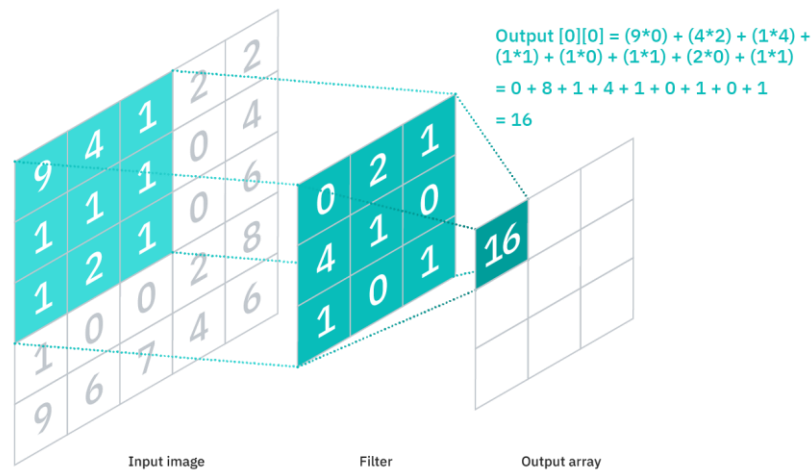 Output [0][0] = (9*0) + (4*2) + (1*4) +
(1*1) + (1*0) + (1*1) + (2*0) + (1*1)
= 0 + 8 + 1 + 4 + 1 + 0 + 1 + 0 + 1
= 16
9 4 1 2 2
1 1 1 0 4
1 2 1 0 6
1 0 0 2 8
9 6 7 4 6
0 2 1
4 1 0
1 0 1
16
Input image
Filter
Output array